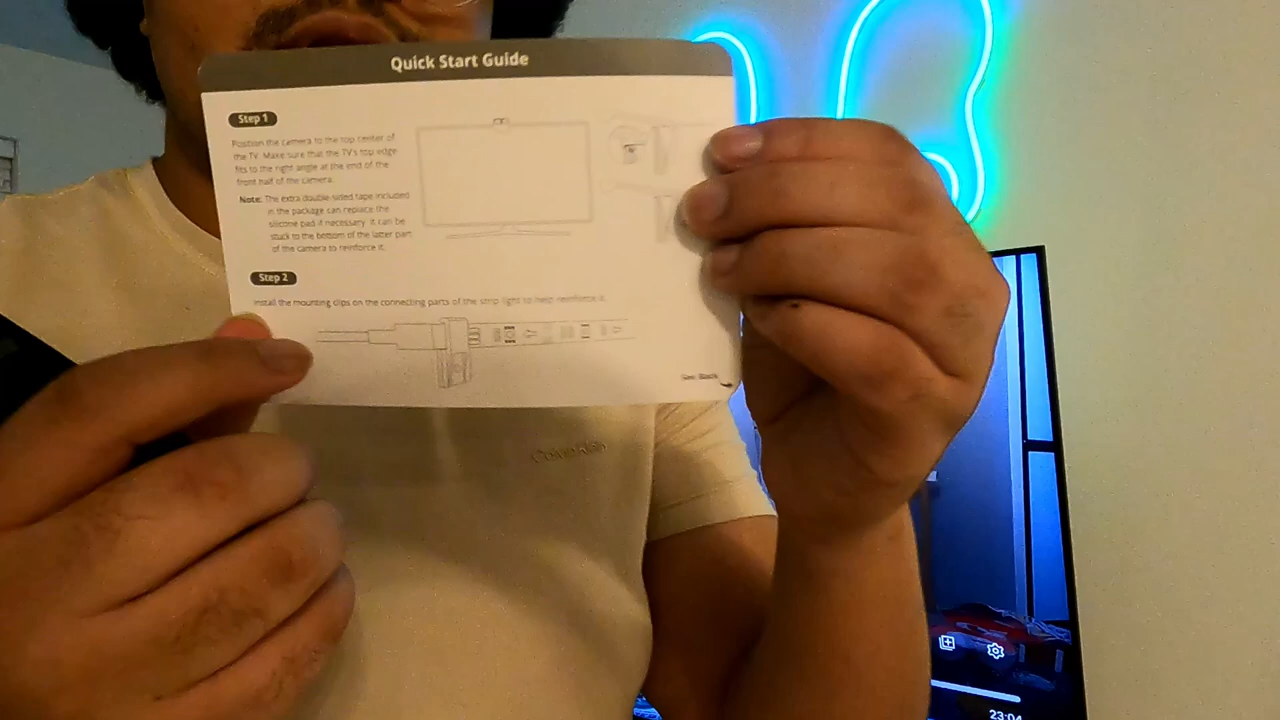 Quick Start Guide
Step 1
Position the camera to the top center of
the TV. Make sure that the TV's top edge
fits to the right angle at the end of the
front half of the camera.
Note: The extra double-sided tape included
in the package can replace the
silicone pad if necessary. It can be
stuck to the bottom of the latter part
of the camera to reinforce it.
Step 2
Install the mounting clips on the connecting parts of the strip light to help reinforce it.
See Back
23:04